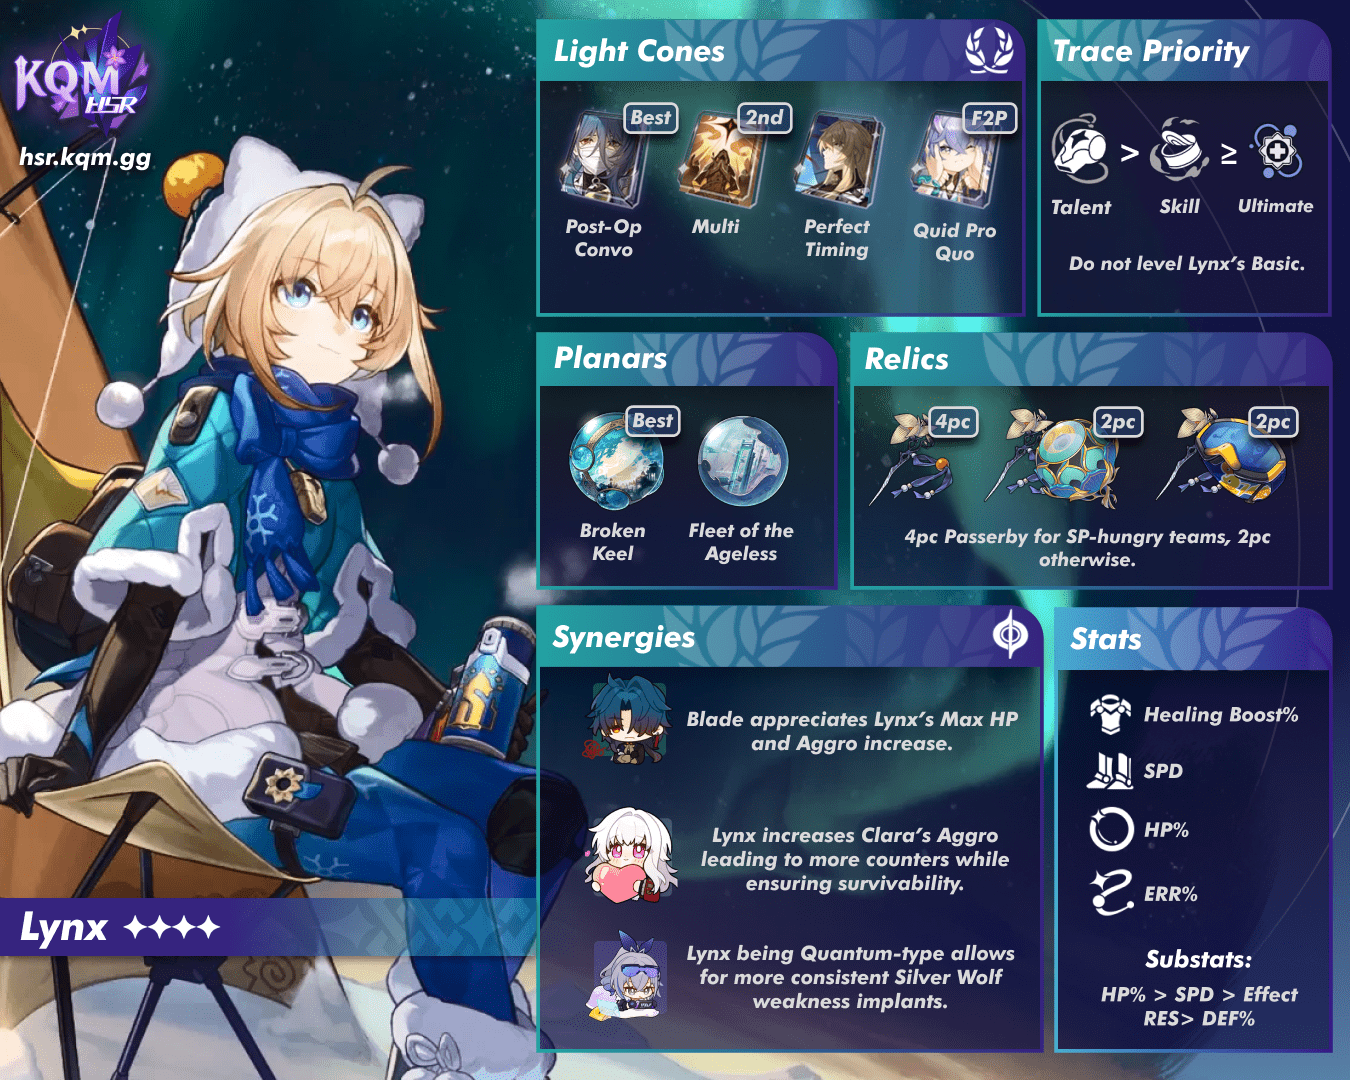 KQM
HSR
hsr.kqm.gg
Lynx
Light Cones
Best
2nd
F2P
Post-Op
Convo
Multi
Perfect
Timing
Quid Pro
Quo
Trace Priority
> ≥
Talent
Skill
Ultimate
Do not level Lynx's Basic.
Planars
Best
Broken
Keel
Fleet of the
Ageless
Relics
4pc
2pc
2pc
4pc Passerby for SP-hungry teams, 2pc
otherwise.
Synergies
Blade appreciates Lynx's Max HP
and Aggro increase.
Lynx increases Clara's Aggro
leading to more counters while
ensuring survivability.
Lynx being Quantum-type allows
for more consistent Silver Wolf
weakness implants.
Stats
Healing Boost%
SPD
HP%
ERR%
Substats:
HP% > SPD > Effect
RES> DEF%